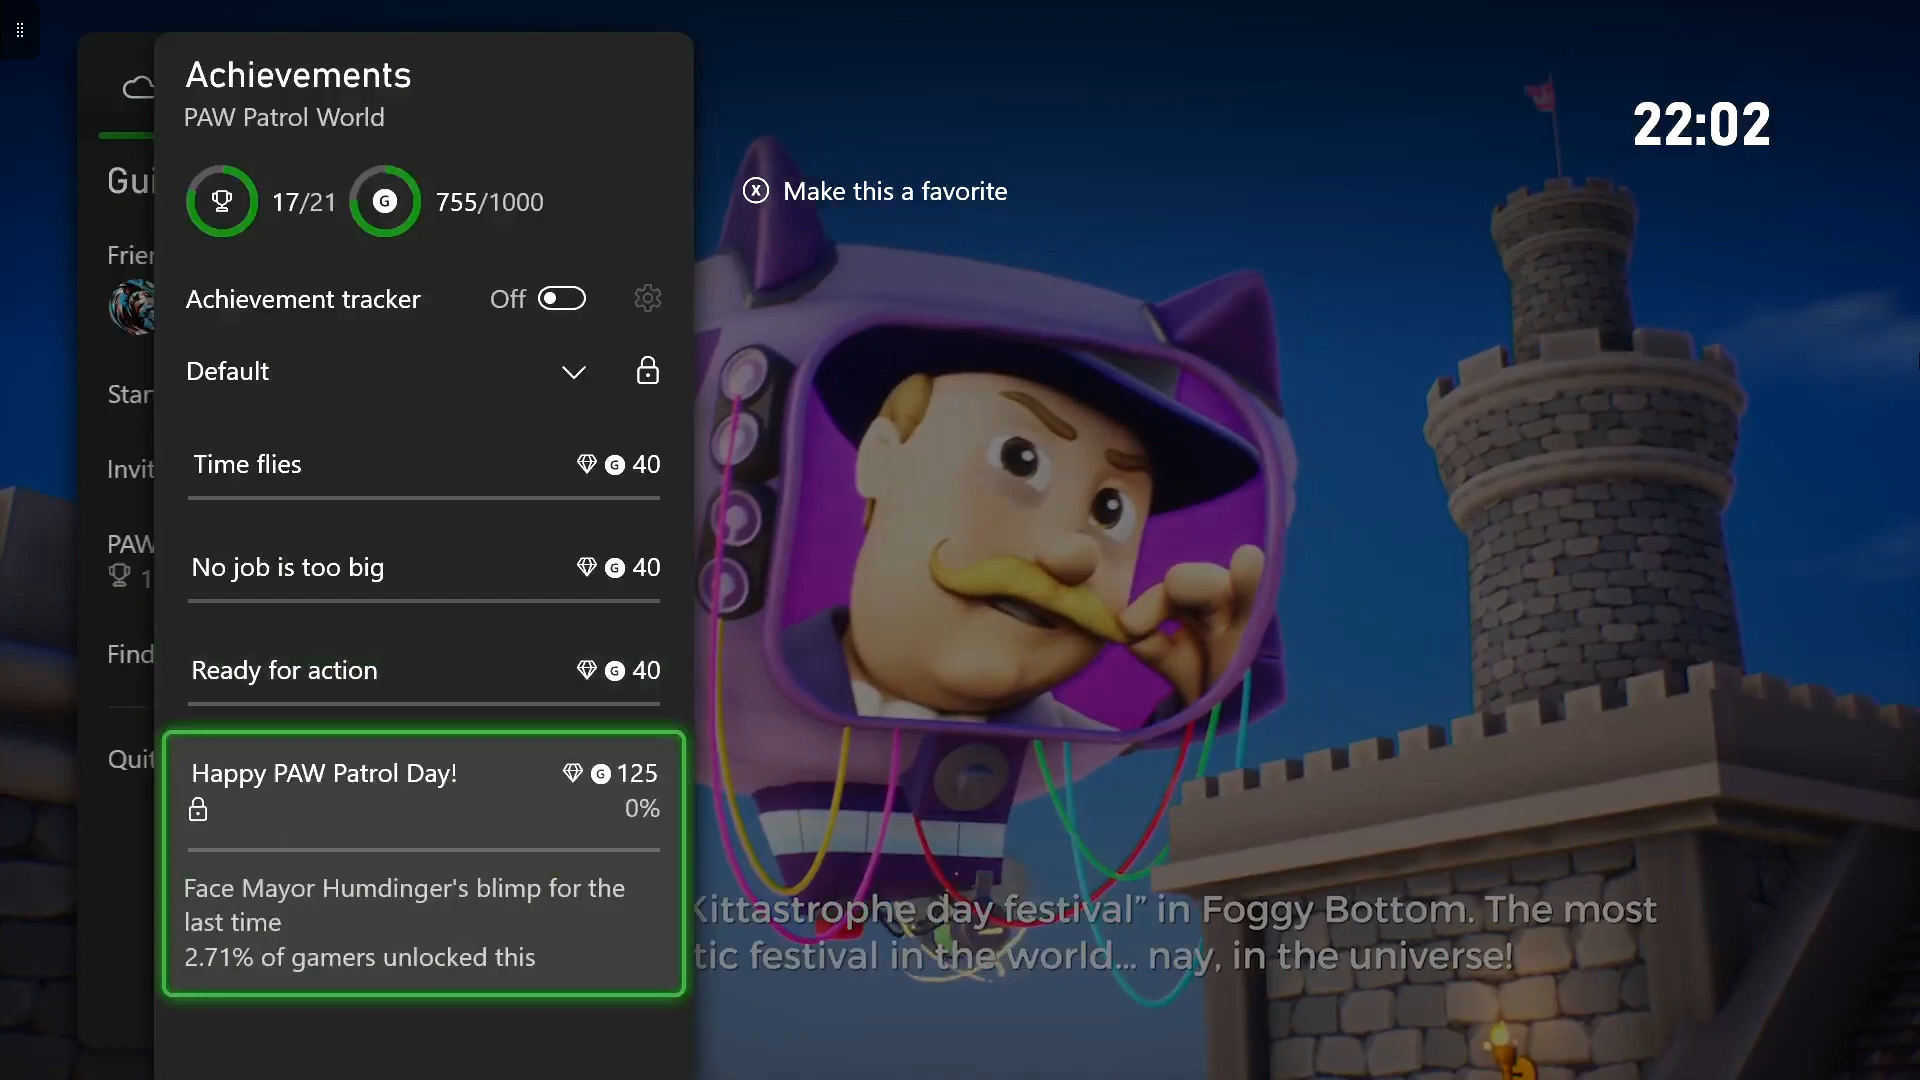 Achievements
PAW Patrol World
22:02
Make this a favorite
17/21
G
755/1000
Achievement tracker
Off
Default
Time flies
G 40
No job is too big
G 40
Ready for action
G 40
Happy PAW Patrol Day!
G 125
0%
Face Mayor Humdinger's blimp for the
last time
2.71% of gamers unlocked this
Kittastrophe day festival" in Foggy Bottom. The most
tic festival in the world... nay, in the universe!
Gui
Frien
Star
Invit
PAW
1
Find
Quit